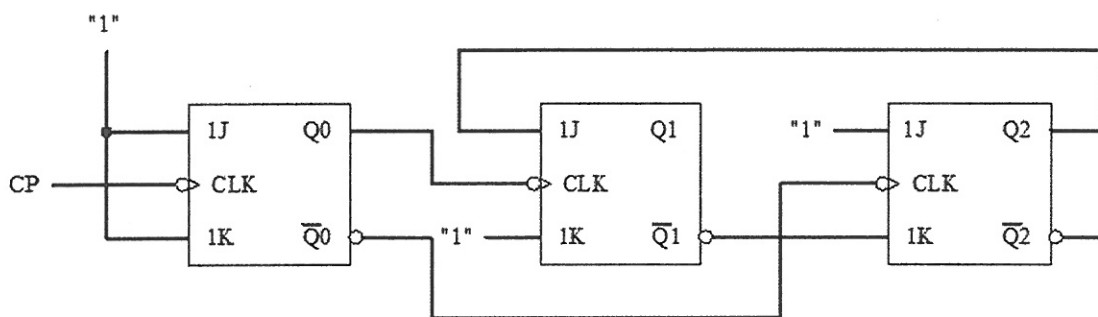 "1"
1J Q0
CP CLK
1K Q̅0̅
1J Q1
CLK
"1" 1K Q̅1
"1" 1J Q2
CLK
1K Q̅2